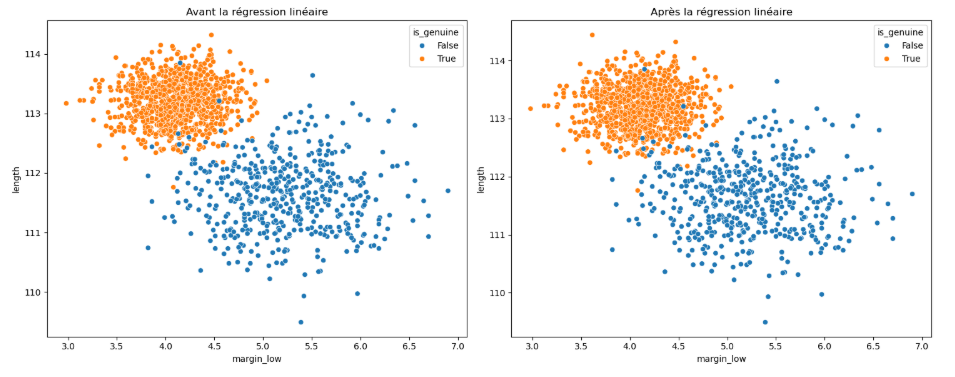 Avant la régression linéaire
is_genuine
False
True
114
113
112
111
110
length
3.0 3.5 4.0 4.5 5.0 5.5 6.0 6.5 7.0
margin_low
Après la régression linéaire
is_genuine
False
True
114
113
112
111
110
length
3.0 3.5 4.0 4.5 5.0 5.5 6.0 6.5 7.0
margin_low